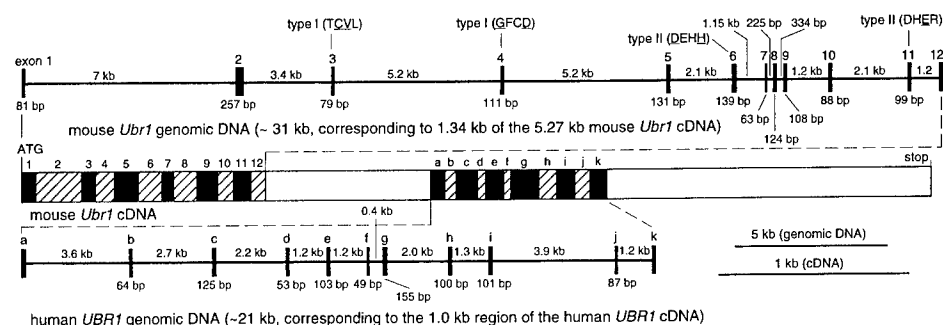 type I (TCVL) type I (GFCD) 1.15 kb 225 bp 334 bp type II (DHER)
type II (DEHH)
exon 1 2 3 4 5 6 7 8 9 10 11 12
7 kb 3.4 kb 5.2 kb 5.2 kb 2.1 kb 1.2 kb 2.1 kb 1.2
81 bp 257 bp 79 bp 111 bp 131 bp 139 bp 63 bp 124 bp 108 bp 88 bp 99 bp
mouse Ubr1 genomic DNA (~ 31 kb, corresponding to 1.34 kb of the 5.27 kb mouse Ubr1 cDNA)
ATG stop
1 2 3 4 5 6 7 8 9 10 11 12 a b c d e f g h i j k
mouse Ubr1 cDNA
0.4 kb
a b c d e f g h i j k
3.6 kb 2.7 kb 2.2 kb 1.2 kb 1.2 kb 2.0 kb 1.3 kb 3.9 kb 1.2 kb
64 bp 125 bp 53 bp 103 bp 49 bp 155 bp 100 bp 101 bp 87 bp
5 kb (genomic DNA)
1 kb (cDNA)
human UBR1 genomic DNA (~21 kb, corresponding to the 1.0 kb region of the human UBR1 cDNA)